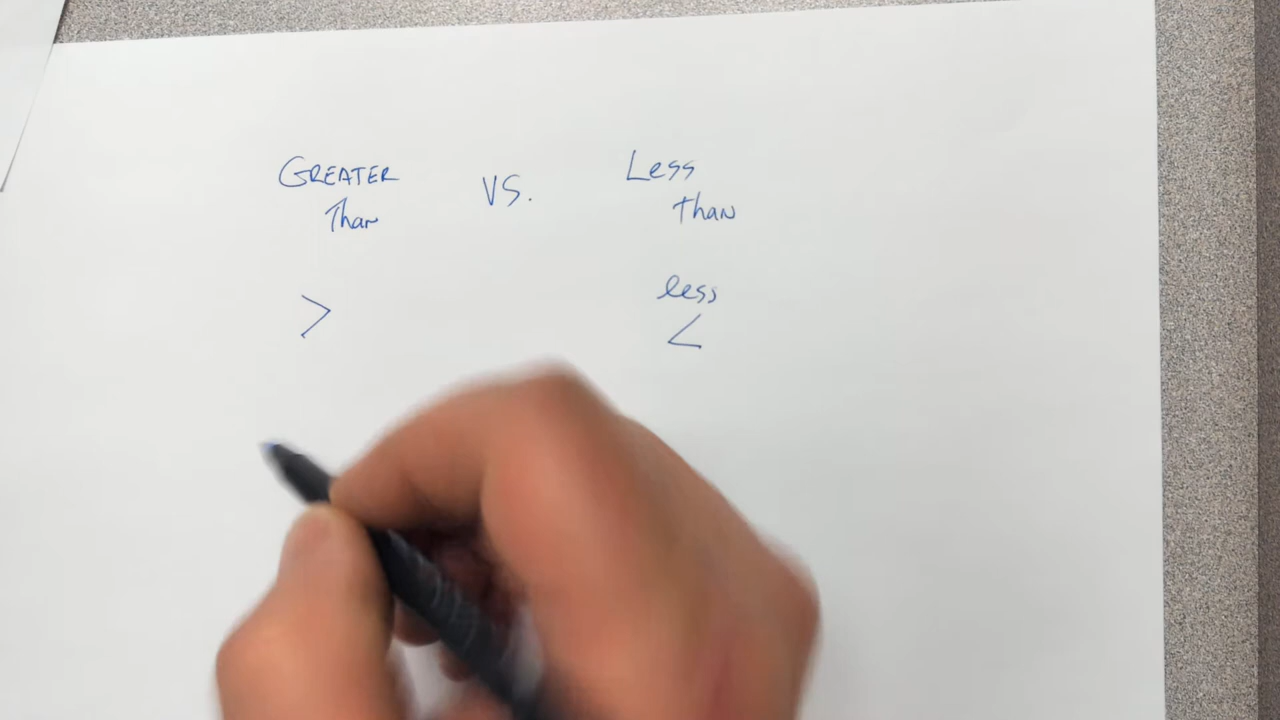 GREATER
Than
VS.
Less
than
>
less
<